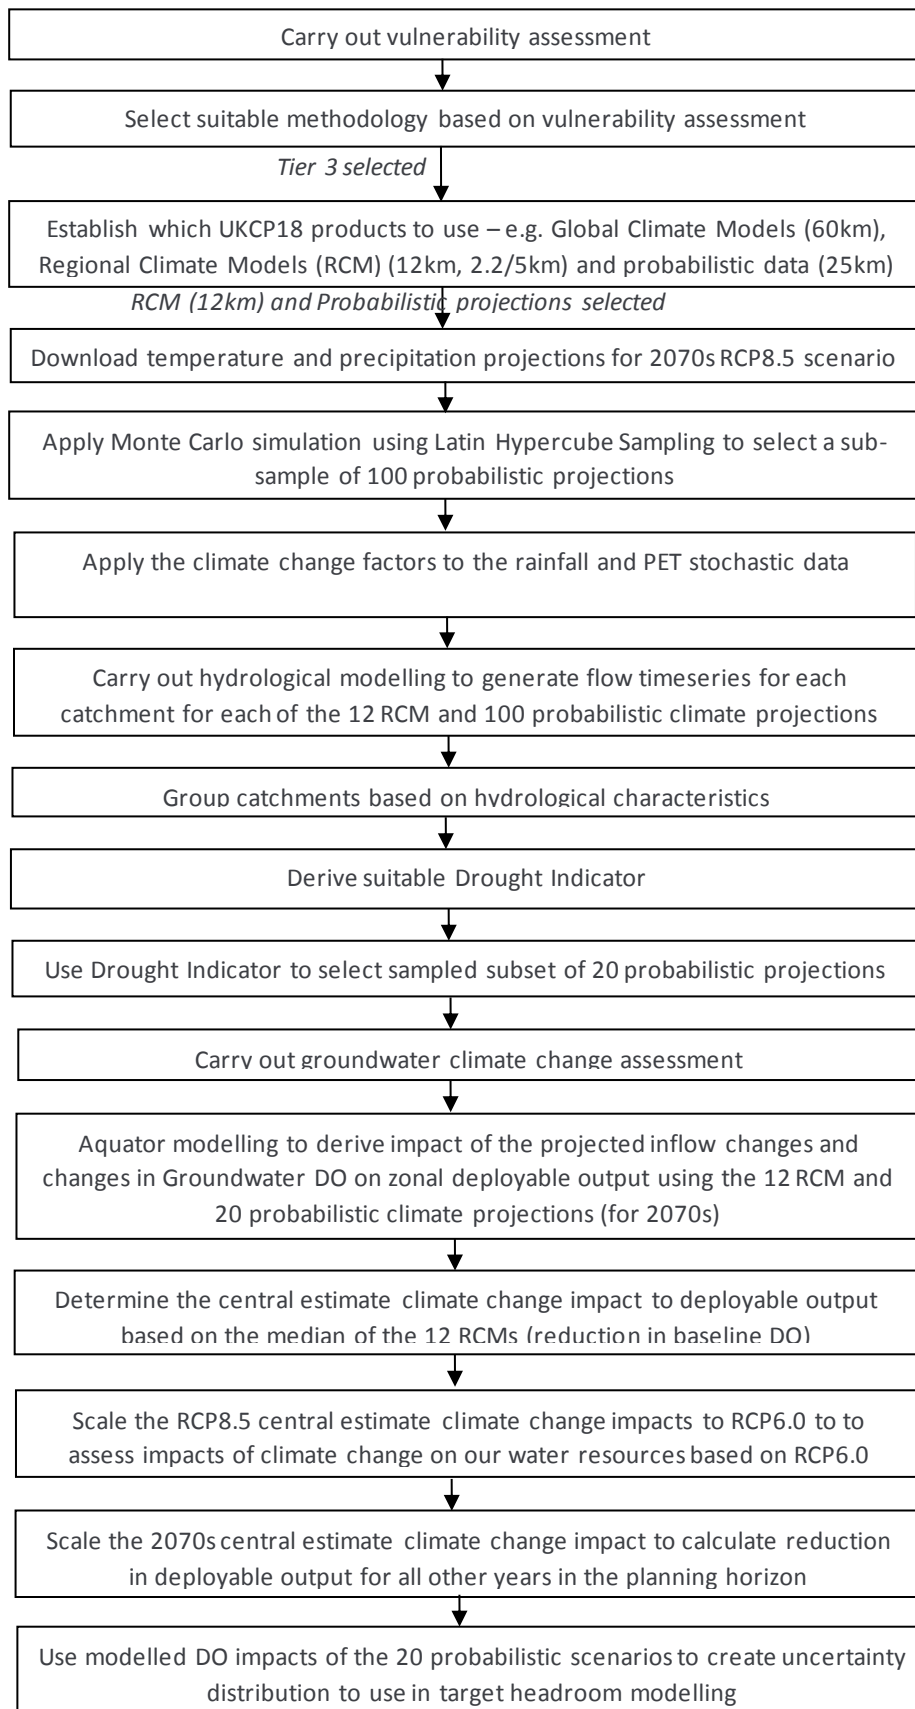 Carry out vulnerability assessment
Select suitable methodology based on vulnerability assessment
Tier 3 selected
Establish which UKCP18 products to use – e.g. Global Climate Models (60km),
Regional Climate Models (RCM) (12km, 2.2/5km) and probabilistic data (25km)
RCM (12km) and Probabilistic projections selected
Download temperature and precipitation projections for 2070s RCP8.5 scenario
Apply Monte Carlo simulation using Latin Hypercube Sampling to select a sub-
sample of 100 probabilistic projections
Apply the climate change factors to the rainfall and PET stochastic data
Carry out hydrological modelling to generate flow timeseries for each
catchment for each of the 12 RCM and 100 probabilistic climate projections
Group catchments based on hydrological characteristics
Derive suitable Drought Indicator
Use Drought Indicator to select sampled subset of 20 probabilistic projections
Carry out groundwater climate change assessment
Aquator modelling to derive impact of the projected inflow changes and
changes in Groundwater DO on zonal deployable output using the 12 RCM and
20 probabilistic climate projections (for 2070s)
Determine the central estimate climate change impact to deployable output
based on the median of the 12 RCMs (reduction in baseline DO)
Scale the RCP8.5 central estimate climate change impacts to RCP6.0 to to
assess impacts of climate change on our water resources based on RCP6.0
Scale the 2070s central estimate climate change impact to calculate reduction
in deployable output for all other years in the planning horizon
Use modelled DO impacts of the 20 probabilistic scenarios to create uncertainty
distribution to use in target headroom modelling